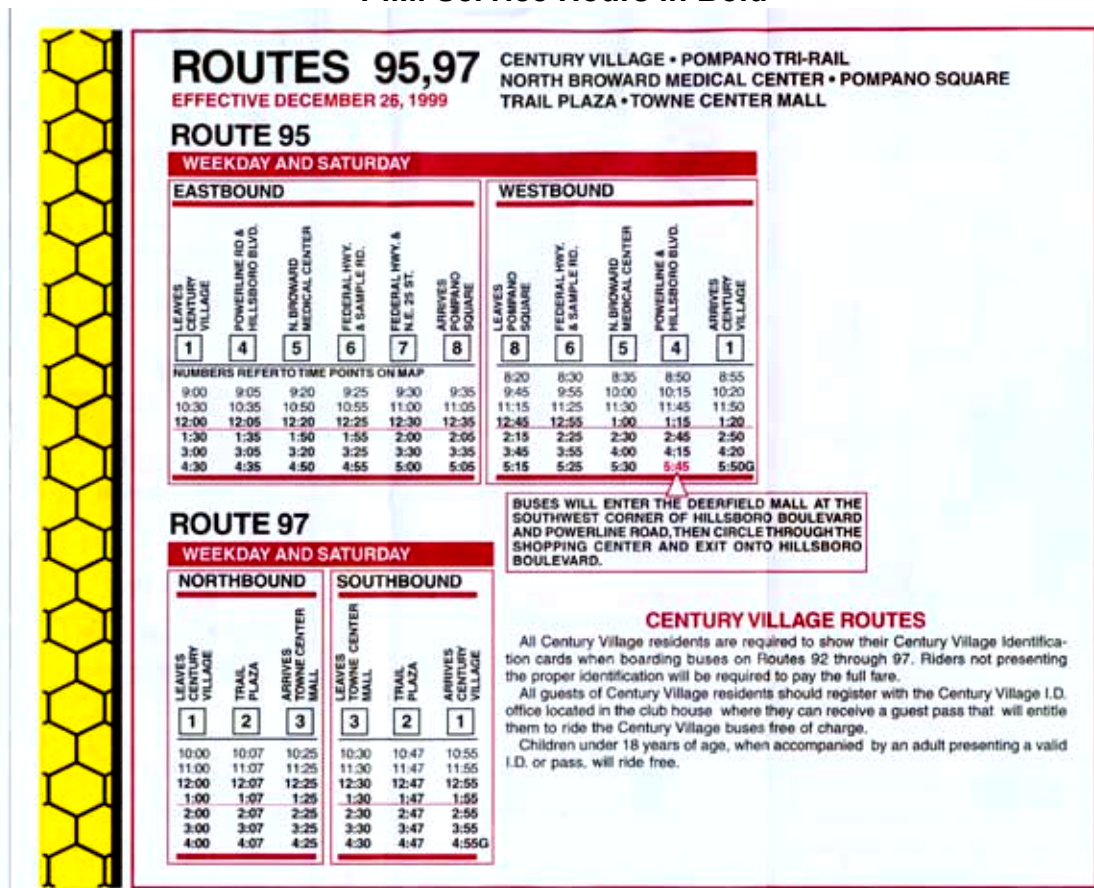 P.M. Service Hours in Bold
ROUTES 95,97
EFFECTIVE DECEMBER 26, 1999
CENTURY VILLAGE • POMPANO TRI-RAIL
NORTH BROWARD MEDICAL CENTER • POMPANO SQUARE
TRAIL PLAZA • TOWNE CENTER MALL
ROUTE 95
WEEKDAY AND SATURDAY
EASTBOUND
LEAVES CENTURY VILLAGE POWERLINE RD & HILLSBORO BLVD. N. BROWARD MEDICAL CENTER FEDERAL HWY. & SAMPLE RD. FEDERAL HWY. & N.E. 25 ST. ARRIVES POMPANO SQUARE
1 4 5 6 7 8
NUMBERS REFER TO TIME POINTS ON MAP
9:00 9:05 9:20 9:25 9:30 9:35
10:30 10:35 10:50 10:55 11:00 11:05
12:00 12:05 12:20 12:25 12:30 12:35
1:30 1:35 1:50 1:55 2:00 2:05
3:00 3:05 3:20 3:25 3:30 3:35
4:30 4:35 4:50 4:55 5:00 5:05
WESTBOUND
LEAVES POMPANO SQUARE FEDERAL HWY. & SAMPLE RD. N. BROWARD MEDICAL CENTER POWERLINE & HILLSBORO BLVD. ARRIVES CENTURY VILLAGE
8 6 5 4 1
8:20 8:30 8:35 8:50 8:55
9:45 9:55 10:00 10:15 10:20
11:15 11:25 11:30 11:45 11:50
12:45 12:55 1:00 1:15 1:20
2:15 2:25 2:30 2:45 2:50
3:45 3:55 4:00 4:15 4:20
5:15 5:25 5:30 5:45 5:50G
BUSES WILL ENTER THE DEERFIELD MALL AT THE
SOUTHWEST CORNER OF HILLSBORO BOULEVARD
AND POWERLINE ROAD, THEN CIRCLE THROUGH THE
SHOPPING CENTER AND EXIT ONTO HILLSBORO
BOULEVARD.
ROUTE 97
WEEKDAY AND SATURDAY
NORTHBOUND
LEAVES CENTURY VILLAGE TRAIL PLAZA ARRIVES TOWNE CENTER MALL
1 2 3
10:00 10:07 10:25
11:00 11:07 11:25
12:00 12:07 12:25
1:00 1:07 1:25
2:00 2:07 2:25
3:00 3:07 3:25
4:00 4:07 4:25
SOUTHBOUND
LEAVES TOWNE CENTER MALL TRAIL PLAZA ARRIVES CENTURY VILLAGE
3 2 1
10:30 10:47 10:55
11:30 11:47 11:55
12:30 12:47 12:55
1:30 1:47 1:55
2:30 2:47 2:55
3:30 3:47 3:55
4:30 4:47 4:55G
CENTURY VILLAGE ROUTES
All Century Village residents are required to show their Century Village Identifica-
tion cards when boarding buses on Routes 92 through 97. Riders not presenting
the proper identification will be required to pay the full fare.
All guests of Century Village residents should register with the Century Village I.D.
office located in the club house where they can receive a guest pass that will entitle
them to ride the Century Village buses free of charge.
Children under 18 years of age, when accompanied by an adult presenting a valid
I.D. or pass, will ride free.